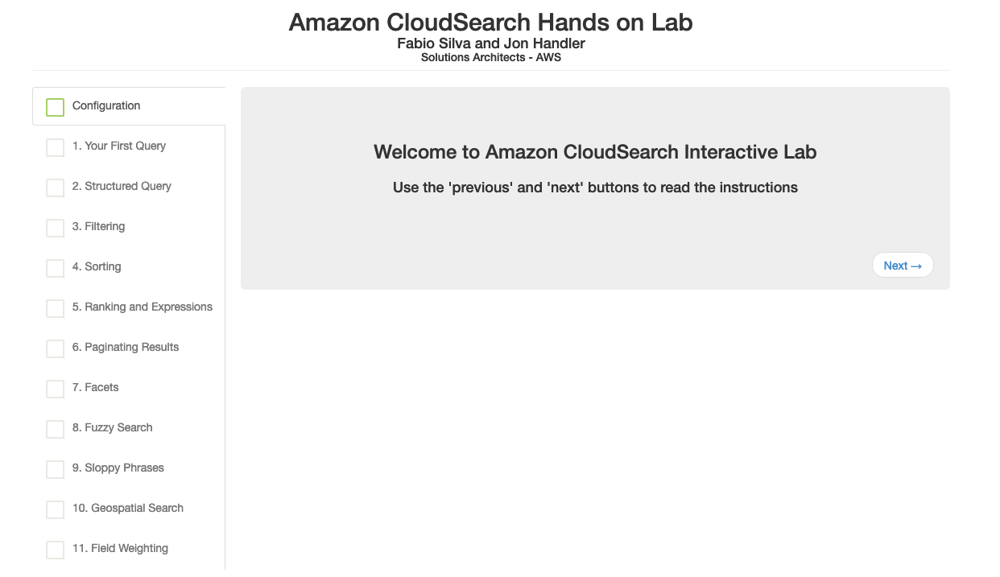 Amazon CloudSearch Hands on Lab
Fabio Silva and Jon Handler
Solutions Architects - AWS
Configuration
1. Your First Query
2. Structured Query
3. Filtering
4. Sorting
5. Ranking and Expressions
6. Paginating Results
7. Facets
8. Fuzzy Search
9. Sloppy Phrases
10. Geospatial Search
11. Field Weighting
Welcome to Amazon CloudSearch Interactive Lab
Use the 'previous' and 'next' buttons to read the instructions
Next →